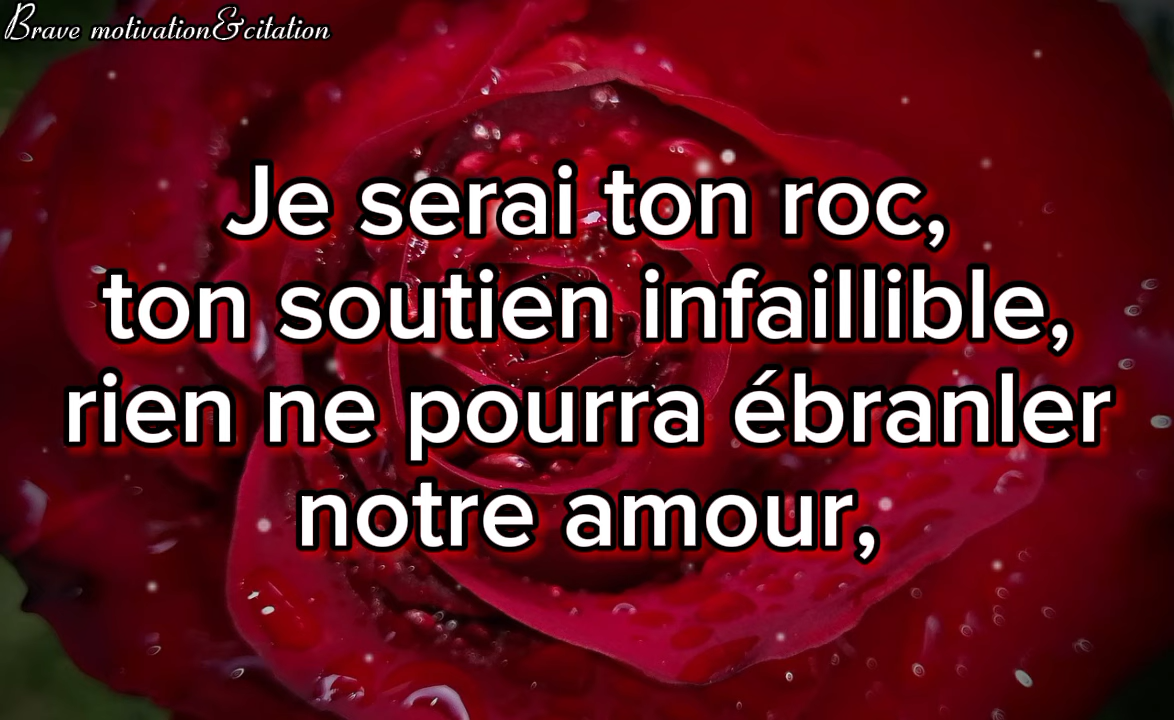 Brave motivation&citation
Je serai ton roc,
ton soutien infaillible,
rien ne pourra ébranler
notre amour,